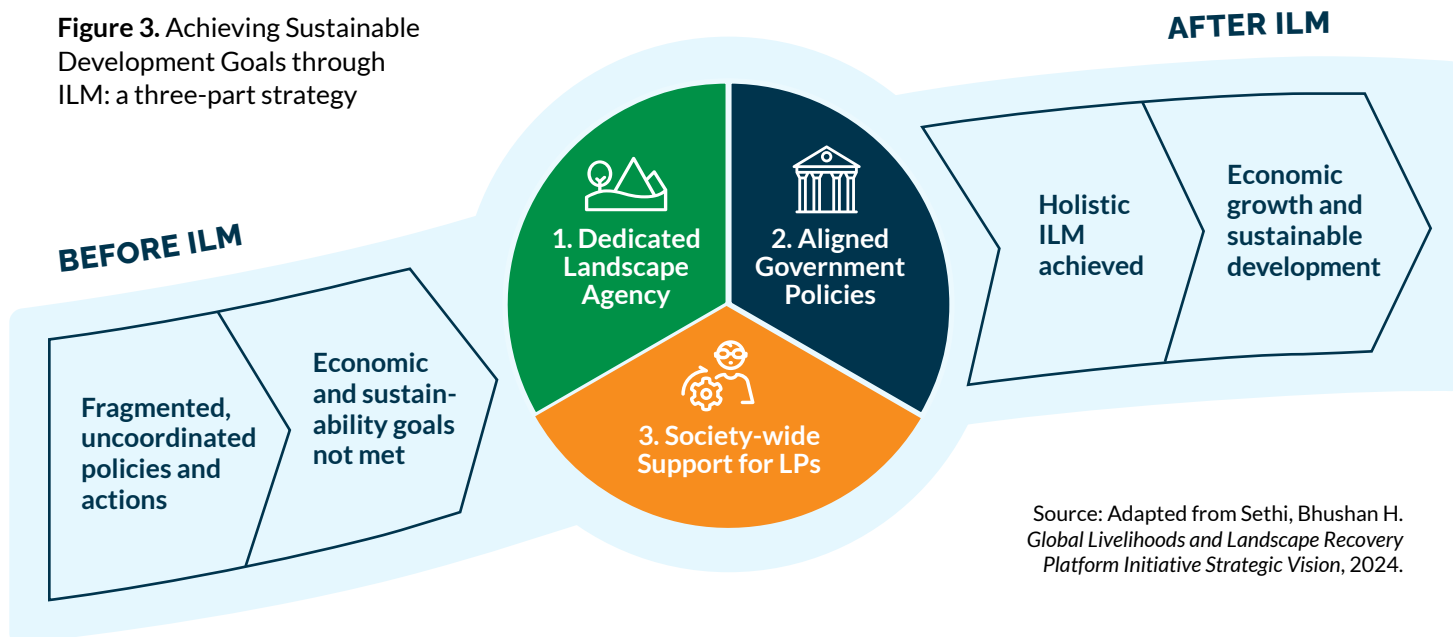 Figure 3. Achieving Sustainable
Development Goals through
ILM: a three-part strategy
BEFORE ILM
Fragmented,
uncoordinated
policies and
actions
Economic
and sustain-
ability goals
not met
1. Dedicated
Landscape
Agency
2. Aligned
Government
Policies
3. Society-wide
Support for LPs
AFTER ILM
Holistic
ILM
achieved
Economic
growth and
sustainable
development
Source: Adapted from Sethi, Bhushan H.
Global Livelihoods and Landscape Recovery
Platform Initiative Strategic Vision, 2024.